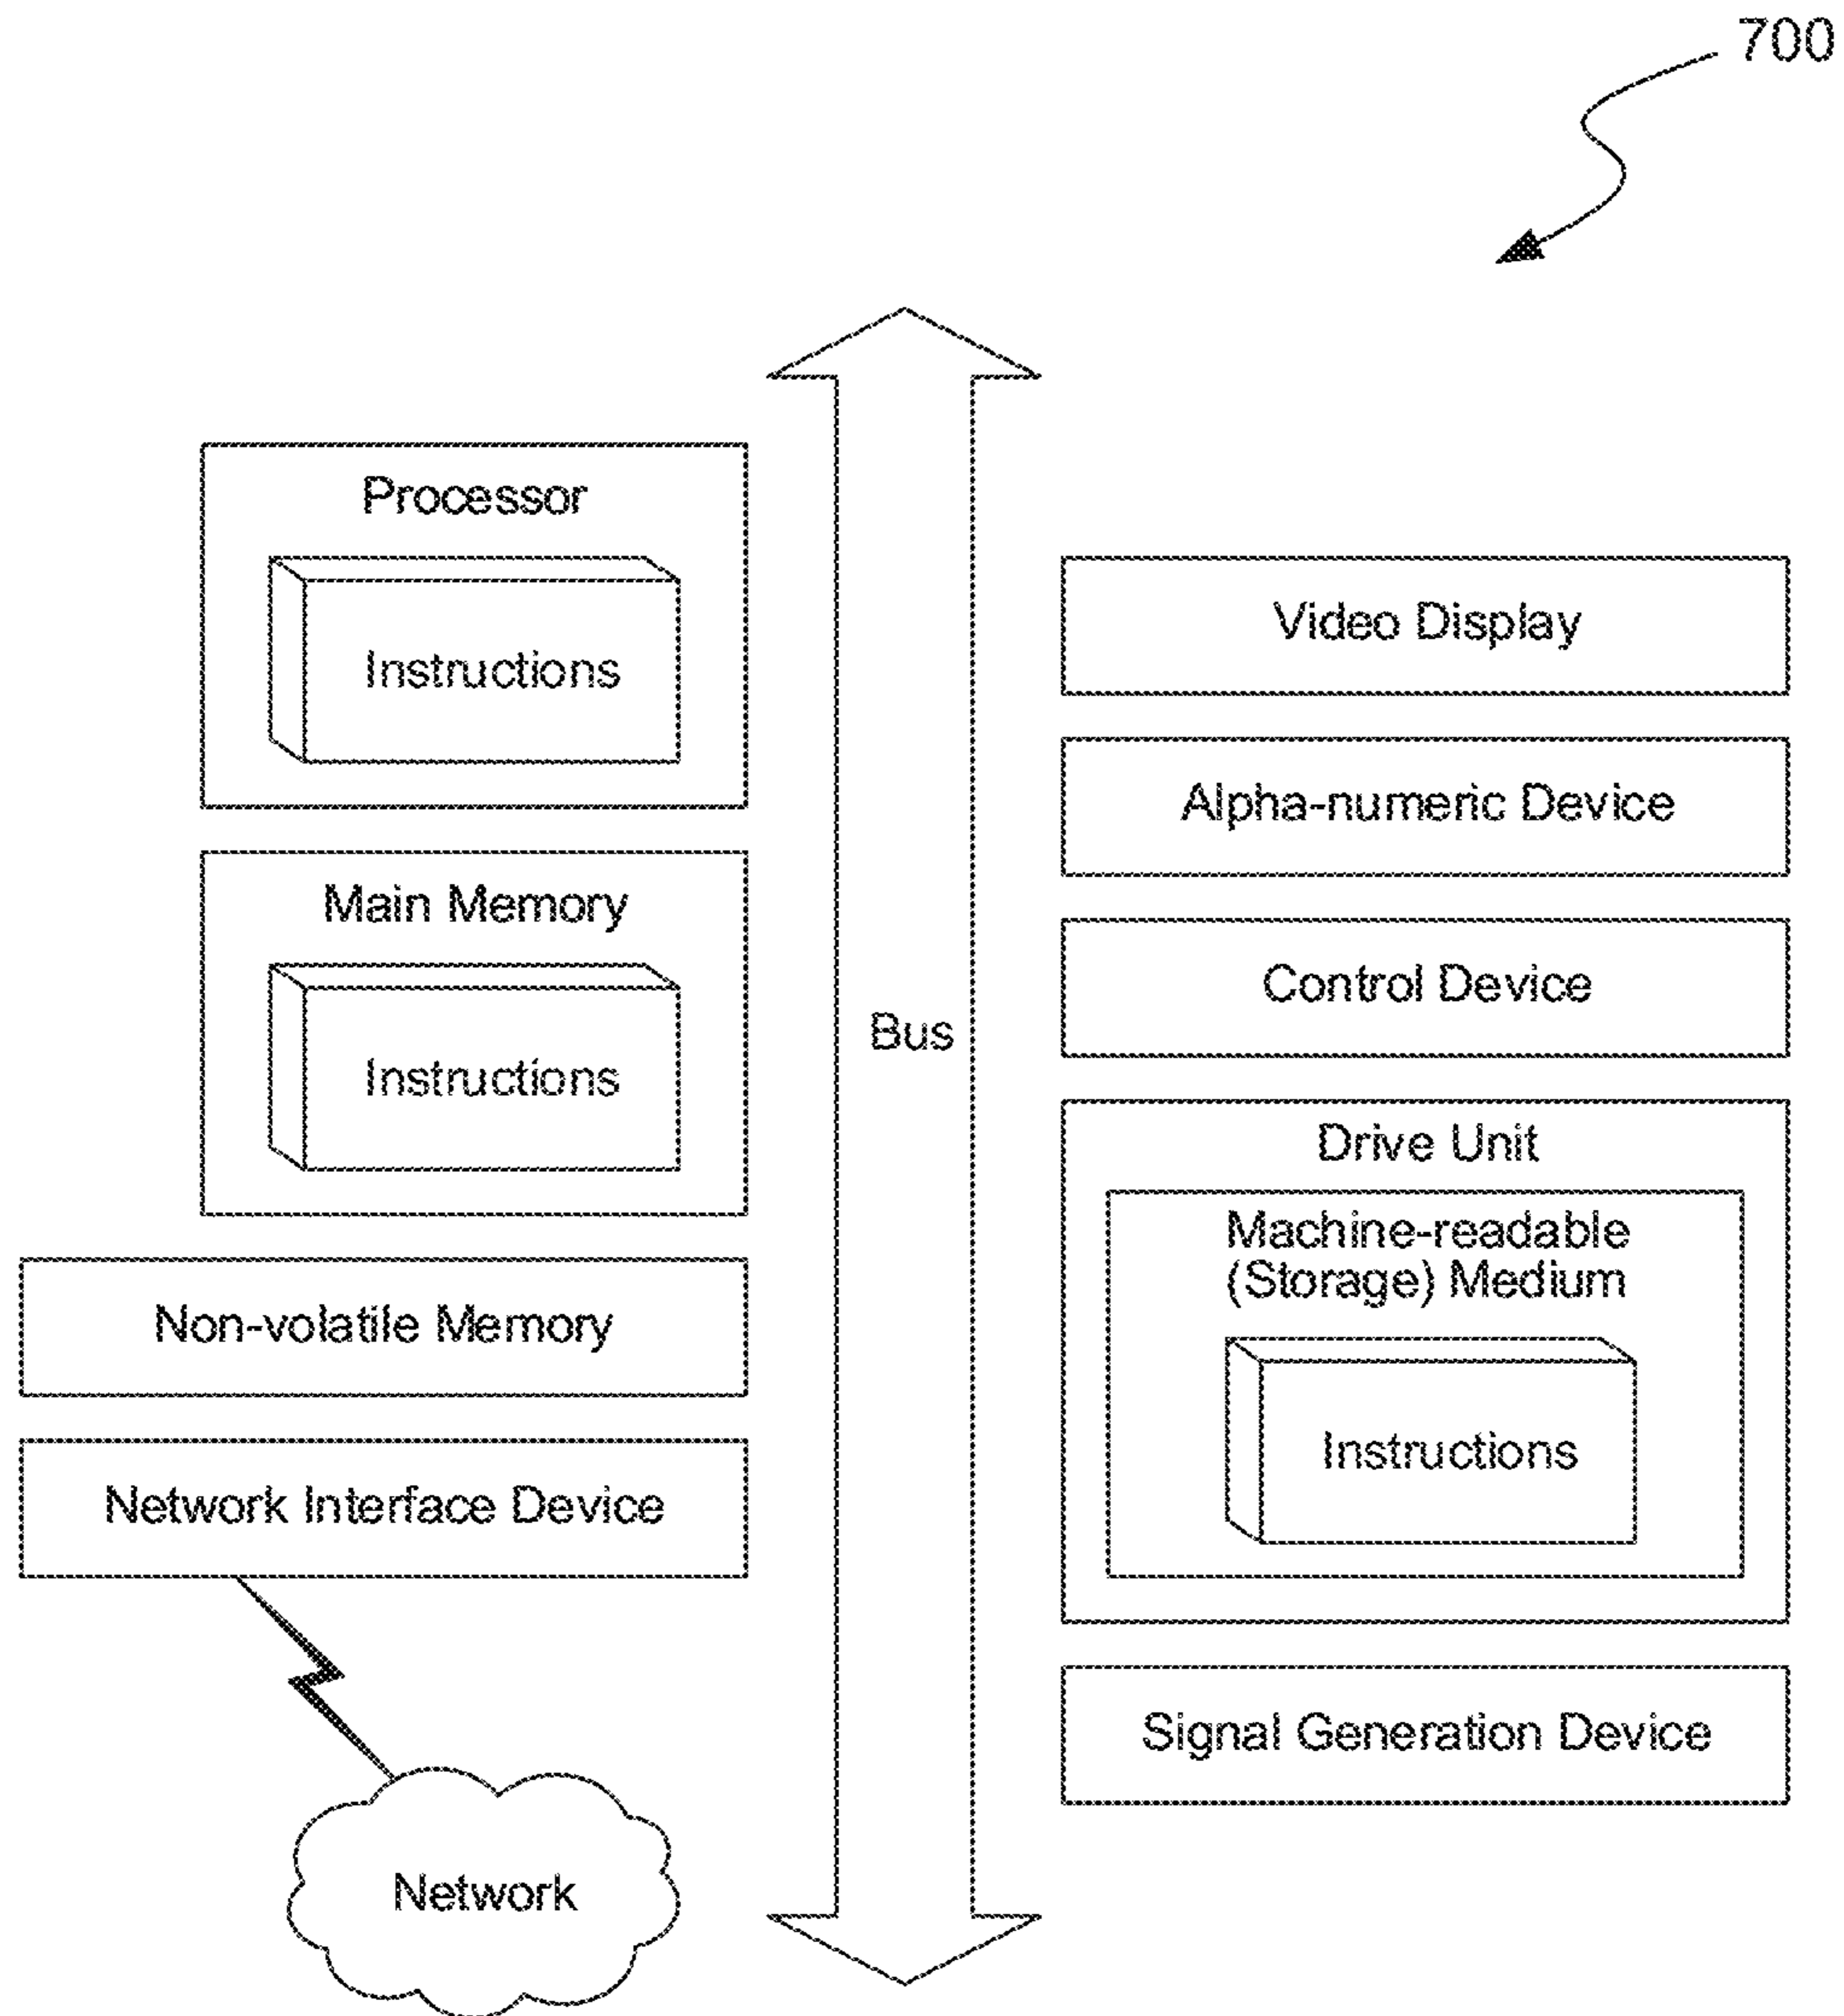 700
Processor
Instructions
Main Memory
Instructions
Non-volatile Memory
Network Interface Device
Network
Bus
Video Display
Alpha-numeric Device
Control Device
Drive Unit
Machine-readable
(Storage) Medium
Instructions
Signal Generation Device